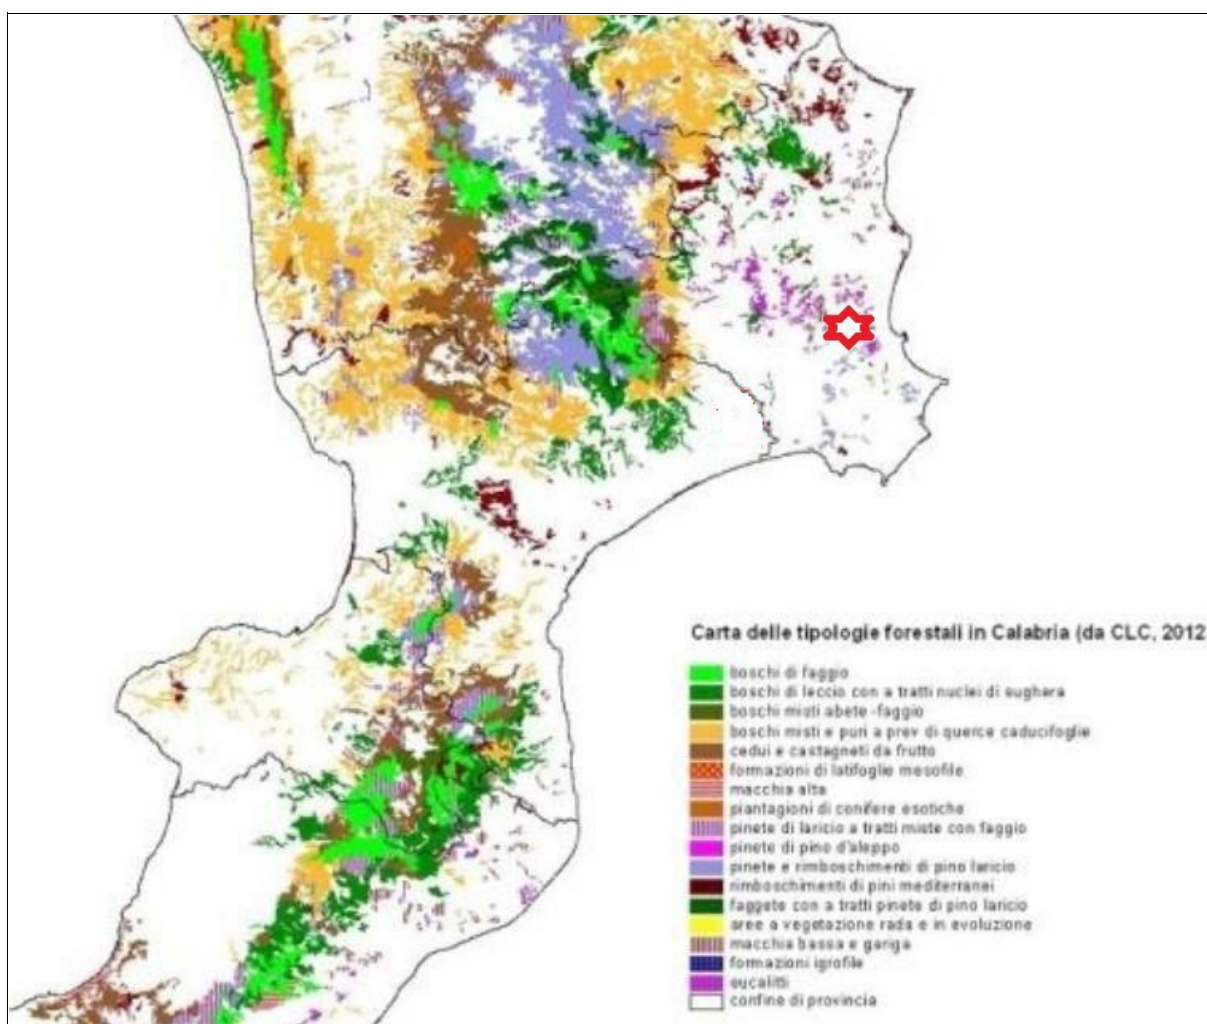 Carta delle tipologie forestali in Calabria (da CLC, 2012
boschi di faggio
boschi di leccio con a tratti nuclei di sughera
boschi misti abete -faggio
boschi misti e puri a prev di querce caducifoglie
cedui e castagneti da frutto
formazioni di latifoglie mesofile
macchia alta
piantagioni di conifere esotiche
pinete di laricio a tratti miste con faggio
pinete di pino d'aleppo
pinete e rimboschimenti di pino laricio
rimboschimenti di pini mediterranei
faggete con a tratti pinete di pino laricio
aree a vegetazione rada e in evoluzione
macchia bassa e gariga
formazioni igrofile
eucalitti
confine di provincia